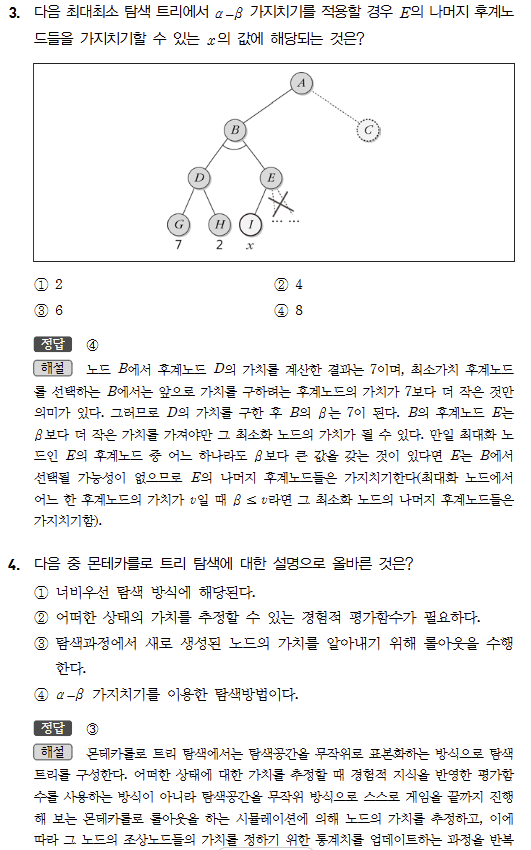 3. 다음 최대최소 탐색 트리에서 α-β 가지치기를 적용할 경우 E의 나머지 후계노
드들을 가지치기할 수 있는 x의 값에 해당되는 것은?
A
B
C
D
E
G
H
I
... ...
7
2
x
① 2
② 4
③ 6
④ 8
정답 ④
해설 노드 B에서 후계노드 D의 가치를 계산한 결과는 7이며, 최소가치 후계노드
를 선택하는 B에서는 앞으로 가치를 구하려는 후계노드의 가치가 7보다 더 작은 것만
의미가 있다. 그러므로 D의 가치를 구한 후 B의 β는 7이 된다. B의 후계노드 E는
β보다 더 작은 가치를 가져야만 그 최소화 노드의 가치가 될 수 있다. 만일 최대화 노
드인 E의 후계노드 중 어느 하나라도 β보다 큰 값을 갖는 것이 있다면 E는 B에서
선택될 가능성이 없으므로 E의 나머지 후계노드들은 가지치기한다(최대화 노드에서
어느 한 후계노드의 가치가 v일 때 β ≤ v라면 그 최소화 노드의 나머지 후계노드들은
가지치기함).
4. 다음 중 몬테카를로 트리 탐색에 대한 설명으로 올바른 것은?
① 너비우선 탐색 방식에 해당된다.
② 어떠한 상태의 가치를 추정할 수 있는 경험적 평가함수가 필요하다.
③ 탐색과정에서 새로 생성된 노드의 가치를 알아내기 위해 롤아웃을 수행
한다.
④ α-β 가지치기를 이용한 탐색방법이다.
정답 ③
해설 몬테카를로 트리 탐색에서는 탐색공간을 무작위로 표본화하는 방식으로 탐색
트리를 구성한다. 어떠한 상태에 대한 가치를 추정할 때 경험적 지식을 반영한 평가함
수를 사용하는 방식이 아니라 탐색공간을 무작위 방식으로 스스로 게임을 끝까지 진행
해 보는 몬테카를로 롤아웃을 하는 시뮬레이션에 의해 노드의 가치를 추정하고, 이에
따라 그 노드의 조상노드들의 가치를 정하기 위한 통계치를 업데이트하는 과정을 반복